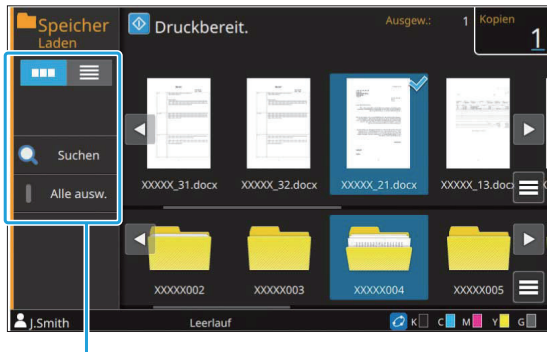 Speicher
Laden
Druckbereit.
Ausgew.: 1
Kopien
1
Suchen
Alle ausw.
XXXXX_31.docx
XXXXX_32.docx
XXXXX_21.docx
XXXXX_13.docx
XXXXX002
XXXXX003
XXXXX004
XXXXX005
J.Smith
Leerlauf
K C M Y G